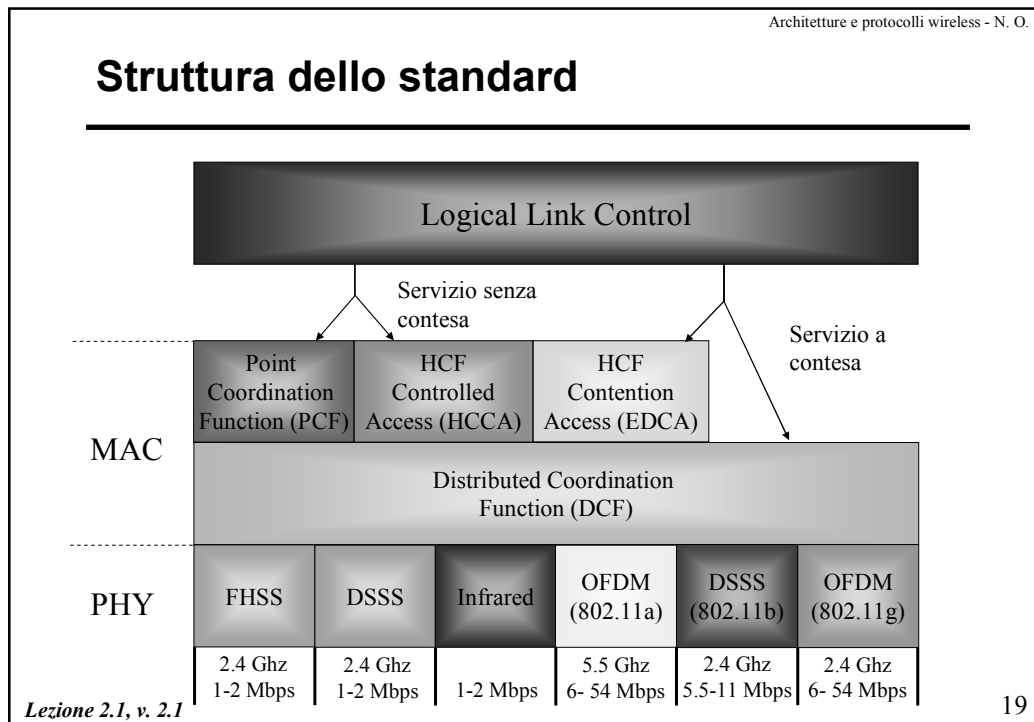 Architetture e protocolli wireless - N. O.
Struttura dello standard
Logical Link Control
Servizio senza
contesa
Servizio a
contesa
MAC
Point
Coordination
Function (PCF)
HCF
Controlled
Access (HCCA)
HCF
Contention
Access (EDCA)
Distributed Coordination
Function (DCF)
PHY
FHSS
DSSS
Infrared
OFDM
(802.11a)
DSSS
(802.11b)
OFDM
(802.11g)
2.4 Ghz
1-2 Mbps
2.4 Ghz
1-2 Mbps
1-2 Mbps
5.5 Ghz
6- 54 Mbps
2.4 Ghz
5.5-11 Mbps
2.4 Ghz
6- 54 Mbps
Lezione 2.1, v. 2.1
19